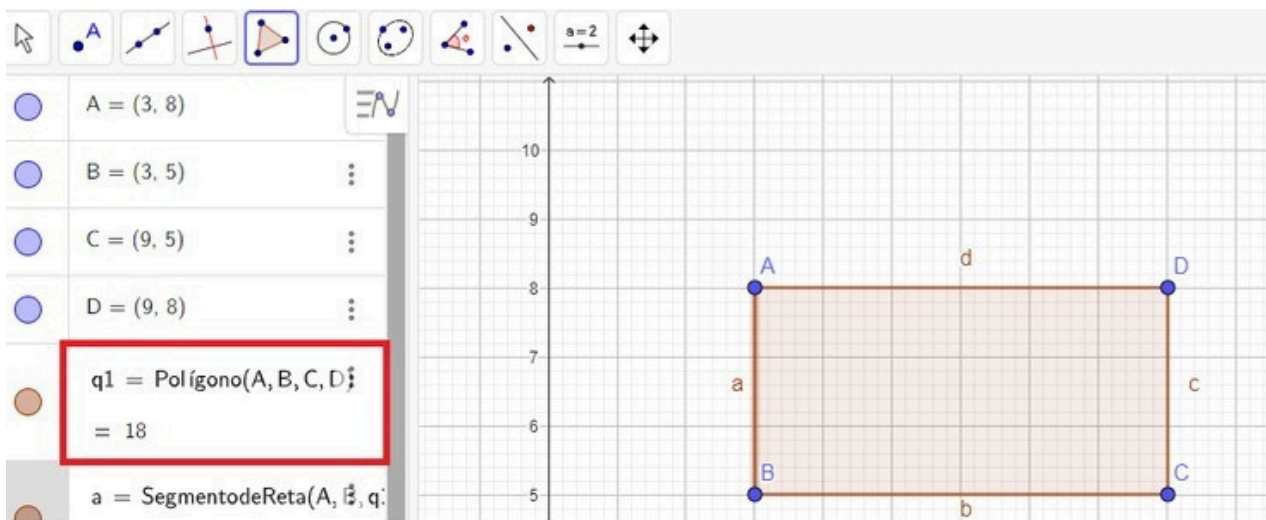 A
a=2
A = (3, 8)
B = (3, 5)
C = (9, 5)
D = (9, 8)
q1 = Polígono(A, B, C, D)
= 18
a = SegmentodeReta(A, B, q1
10
9
8
7
6
5
A
d
D
a
c
B
b
C